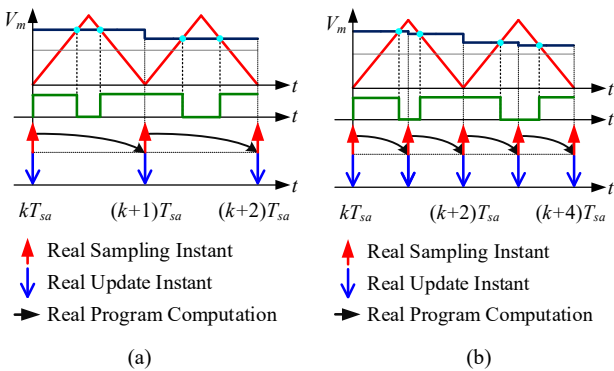 V_m
t
t
t
kT_sa (k+1)T_sa (k+2)T_sa
Real Sampling Instant
Real Update Instant
Real Program Computation
(a)
V_m
t
t
t
kT_sa (k+2)T_sa (k+4)T_sa
Real Sampling Instant
Real Update Instant
Real Program Computation
(b)